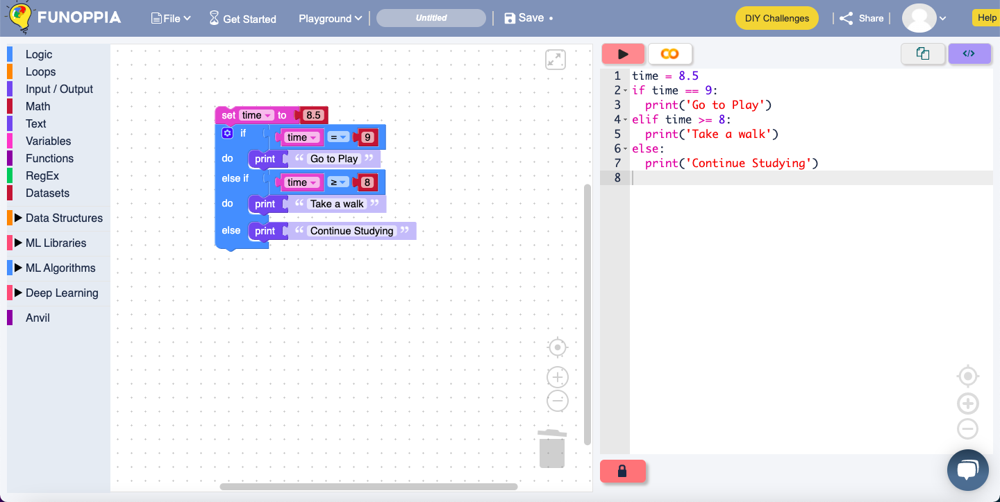 FUNOPPIA
File
Get Started
Playground
Untitled
Save
DIY Challenges
Share
Help
Logic
Loops
Input / Output
Math
Text
Variables
Functions
RegEx
Datasets
Data Structures
ML Libraries
ML Algorithms
Deep Learning
Anvil
set time to 8.5
if time = 9
do print “ Go to Play ”
else if time ≥ 8
do print “ Take a walk ”
else print “ Continue Studying ”
</>
1 time = 8.5
2 if time == 9:
3 print('Go to Play')
4 elif time >= 8:
5 print('Take a walk')
6 else:
7 print('Continue Studying')
8